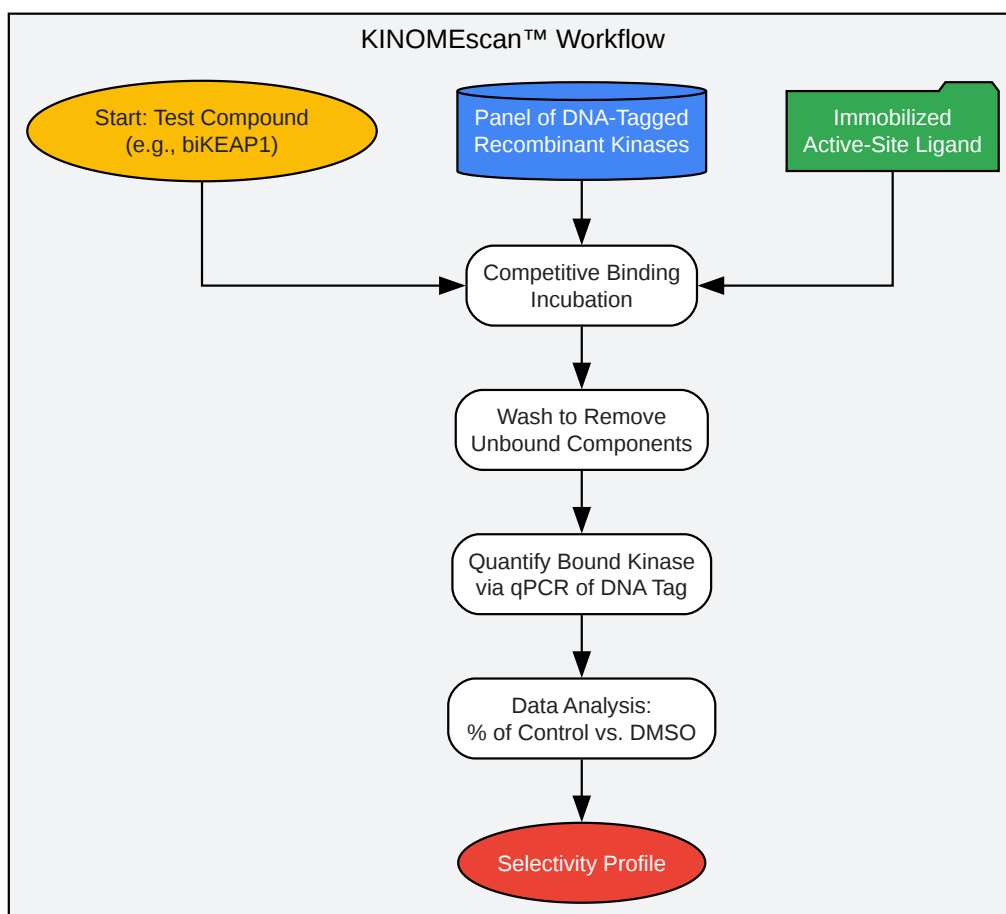 KINOMEscan™ Workflow
Start: Test Compound
(e.g., biKEAP1)
Panel of DNA-Tagged
Recombinant Kinases
Immobilized
Active-Site Ligand
Competitive Binding
Incubation
Wash to Remove
Unbound Components
Quantify Bound Kinase
via qPCR of DNA Tag
Data Analysis:
% of Control vs. DMSO
Selectivity Profile